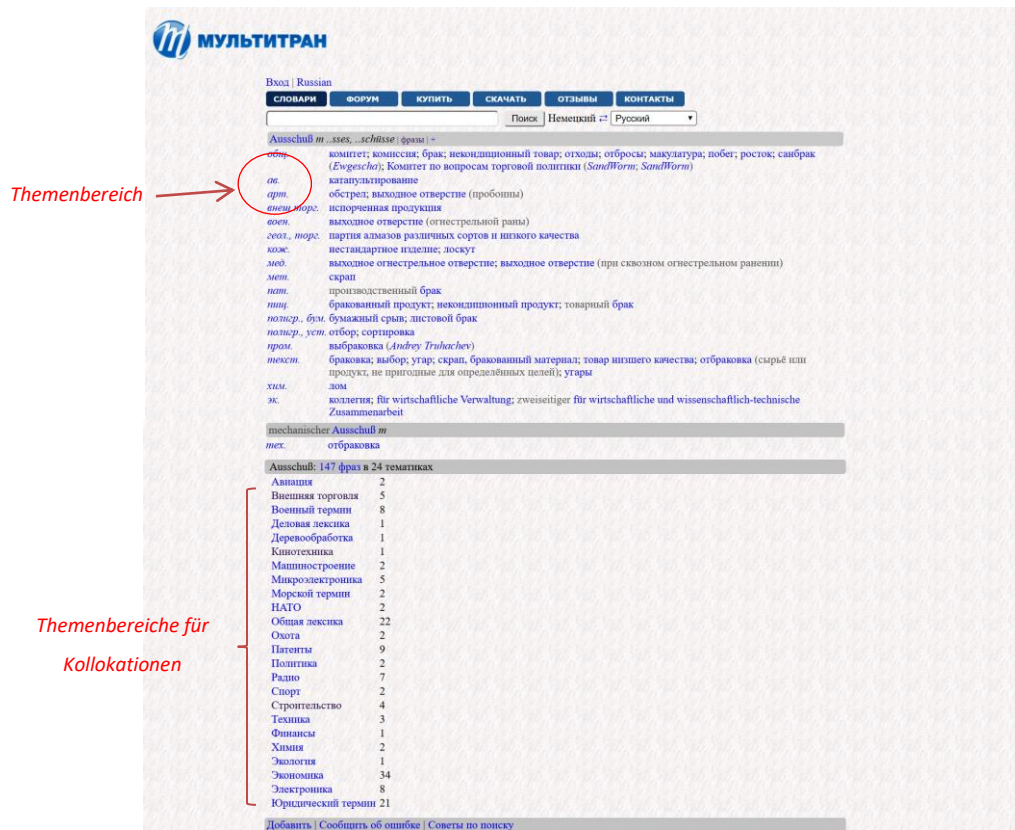 МУЛЬТИТРАН
Вход | Russian
СЛОВАРИ ФОРУМ КУПИТЬ СКАЧАТЬ ОТЗЫВЫ КОНТАКТЫ
Поиск Немецкий ⇄ Русский
Ausschuß m ..sses, ..schüsse | фразы | +
общ. комитет; комиссия; брак; некондиционный товар; отходы; отбросы; макулатура; побег; росток; санбрак
(Ewgescha); Комитет по вопросам торговой политики (SandWorm; SandWorm)
Themenbereich
ав. катапультирование
арт. обстрел; выходное отверстие (пробоины)
внеш.торг. испорченная продукция
воен. выходное отверстие (огнестрельной раны)
геол., торг. партия алмазов различных сортов и низкого качества
кож. нестандартное изделие; лоскут
мед. выходное огнестрельное отверстие; выходное отверстие (при сквозном огнестрельном ранении)
мет. скрап
пат. производственный брак
пищ. бракованный продукт; некондиционный продукт; товарный брак
полигр., бум. бумажный срыв; листовой брак
полигр., уст. отбор; сортировка
пром. выбраковка (Andrey Truhachev)
текст. браковка; выбор; угар; скрап, бракованный материал; товар низшего качества; отбраковка (сырьё или
продукт, не пригодные для определённых целей); угары
хим. лом
эк. коллегия; für wirtschaftliche Verwaltung; zweiseitiger für wirtschaftliche und wissenschaftlich-technische
Zusammenarbeit
mechanischer Ausschuß m
тех. отбраковка
Ausschuß: 147 фраз в 24 тематиках
Авиация 2
Внешняя торговля 5
Военный термин 8
Деловая лексика 1
Деревообработка 1
Кинотехника 1
Машиностроение 2
Микроэлектроника 5
Морской термин 2
НАТО 2
Общая лексика 22
Охота 2
Патенты 9
Политика 2
Радио 7
Спорт 2
Строительство 4
Техника 3
Финансы 1
Химия 2
Экология 1
Экономика 34
Электроника 8
Юридический термин 21
Themenbereiche für
Kollokationen
Добавить | Сообщить об ошибке | Советы по поиску